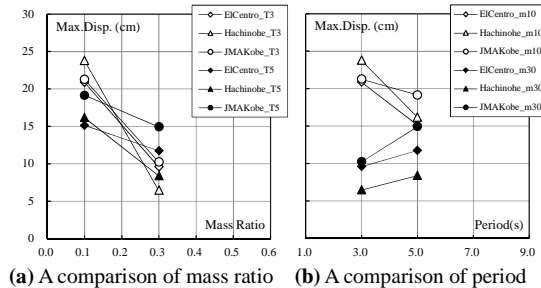 30
25
20
15
10
5
0
Max.Disp. (cm)
ElCentro_T3
Hachinohe_T3
JMAKobe_T3
ElCentro_T5
Hachinohe_T5
JMAKobe_T5
Mass Ratio
0.0 0.1 0.2 0.3 0.4 0.5 0.6
(a) A comparison of mass ratio
Max.Disp. (cm)
ElCentro_m10
Hachinohe_m10
JMAKobe_m10
ElCentro_m30
Hachinohe_m30
JMAKobe_m30
Period(s)
1.0 3.0 5.0 7.0 9.0
(b) A comparison of period